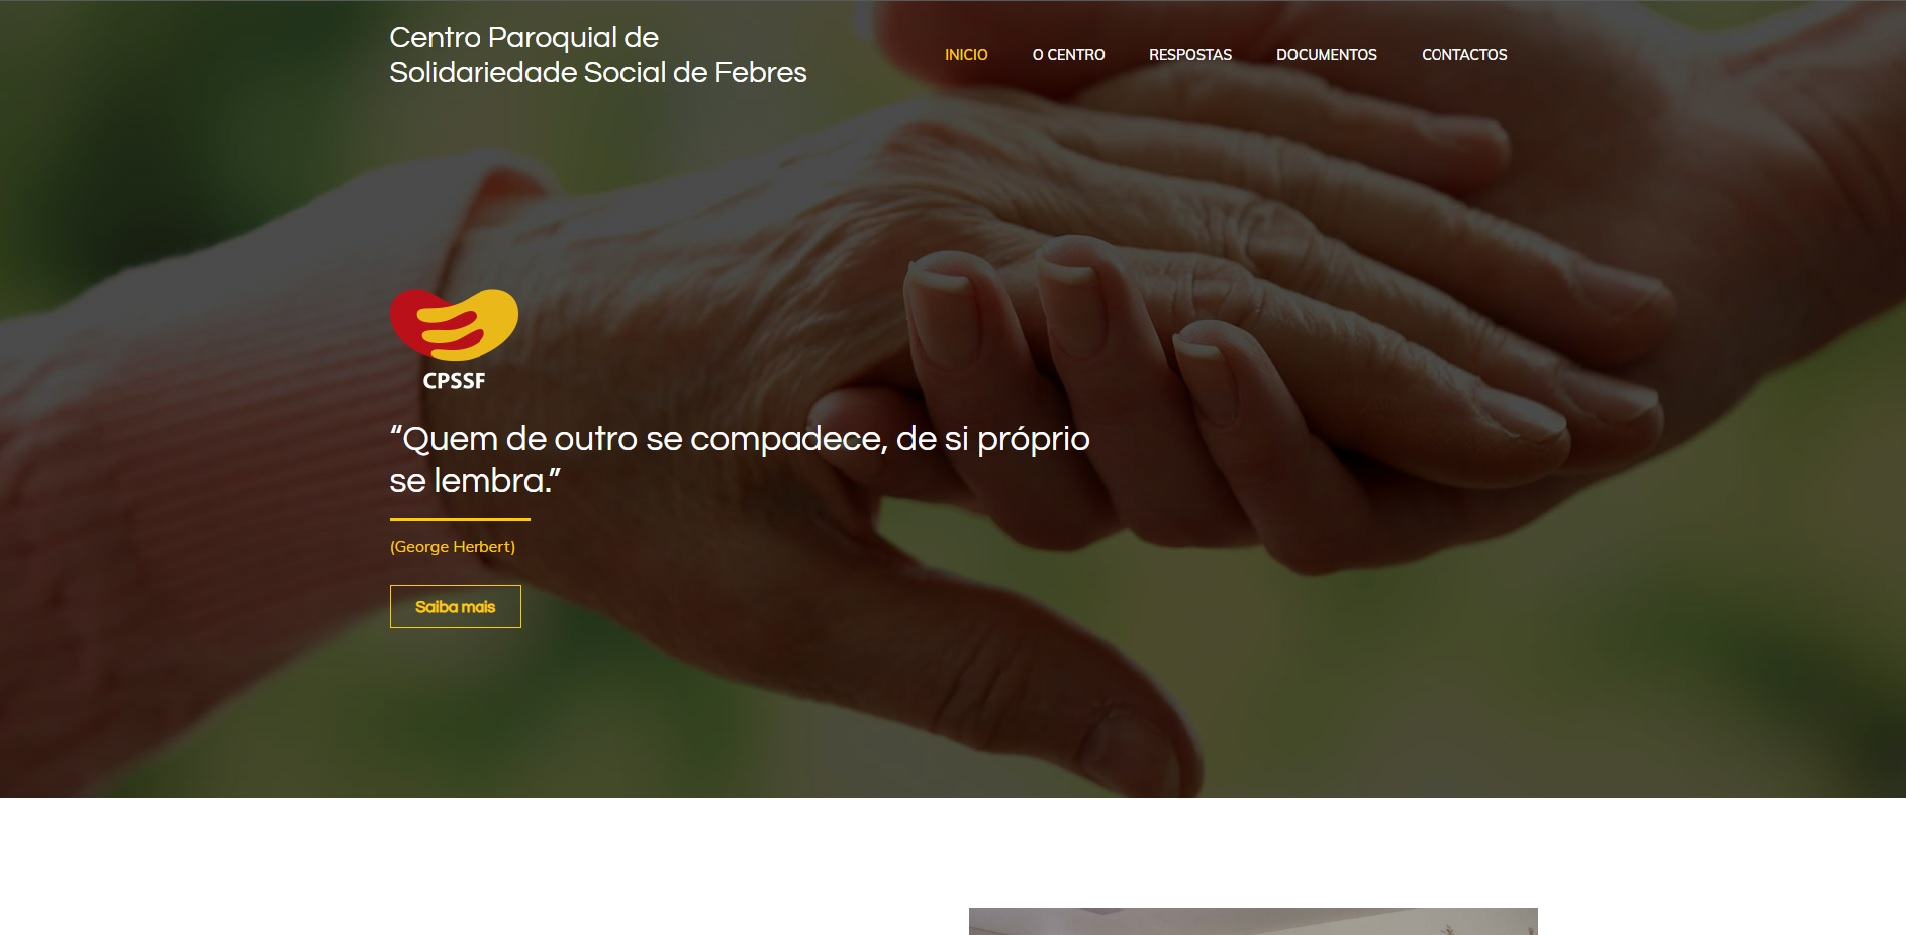 Centro Paroquial de
Solidariedade Social de Febres
INICIO O CENTRO RESPOSTAS DOCUMENTOS CONTACTOS
CPSSF
“Quem de outro se compadece, de si próprio
se lembra.”
(George Herbert)
Saiba mais